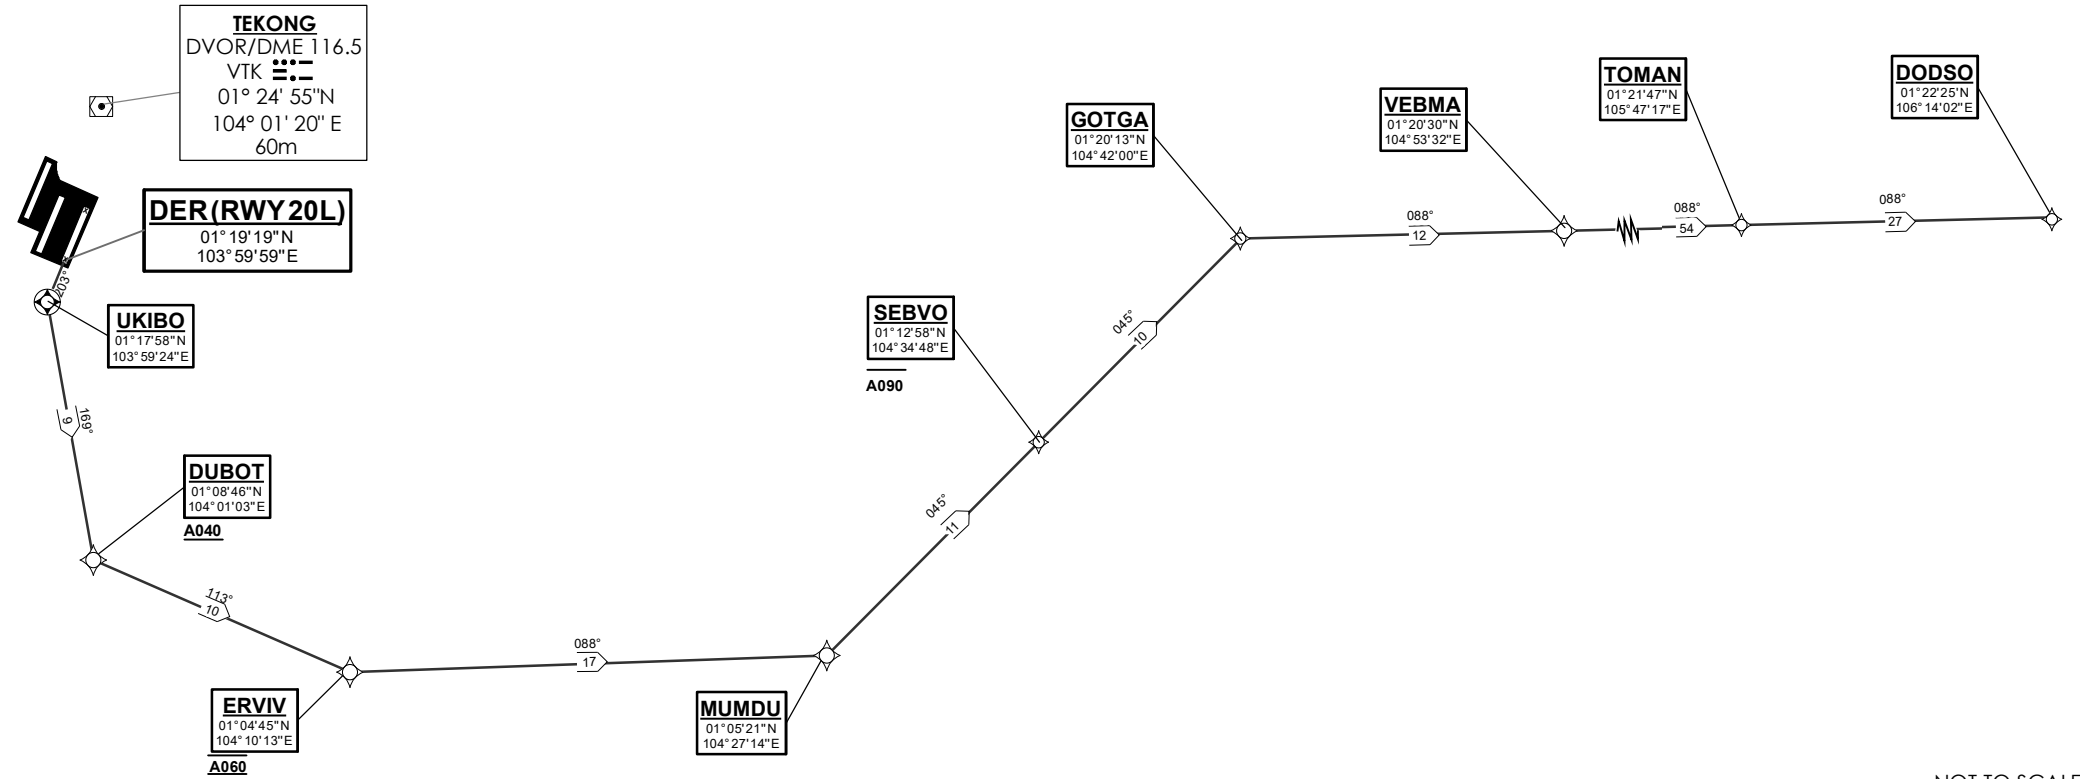 TEKONG
DVOR/DME 116.5
VTK
01° 24' 55"N
104° 01' 20" E
60m
DER(RWY 20L)
01° 19'19"N
103°59'59"E
203°
UKIBO
01°17'58"N
103°59'24"E
169°
9
DUBOT
01°08'46"N
104°01'03"E
A040
113°
10
ERVIV
01°04'45"N
104°10'13"E
A060
088°
17
MUMDU
01°05'21"N
104°27'14"E
045°
11
SEBVO
01°12'58"N
104°34'48"E
A090
045°
10
GOTGA
01°20'13"N
104°42'00"E
088°
12
VEBMA
01°20'30"N
104°53'32"E
088°
54
TOMAN
01°21'47"N
105°47'17"E
088°
27
DODSO
01°22'25'N
106°14'02"E
NOT TO SCALE